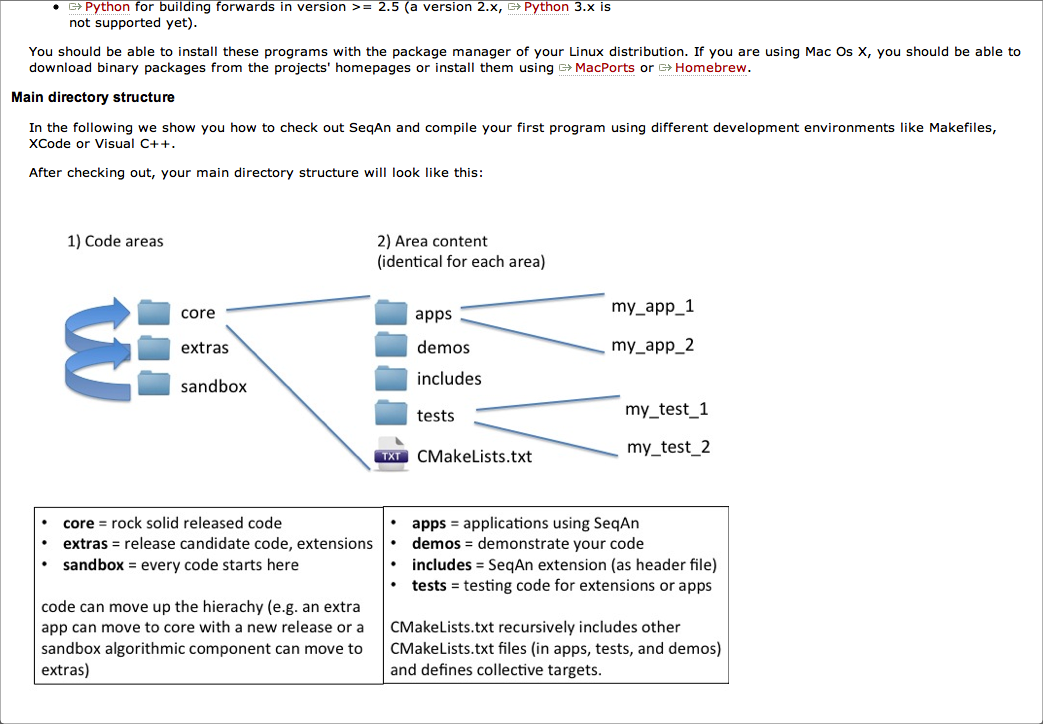 • Python for building forwards in version >= 2.5 (a version 2.x, Python 3.x is
not supported yet).
You should be able to install these programs with the package manager of your Linux distribution. If you are using Mac Os X, you should be able to
download binary packages from the projects' homepages or install them using MacPorts or Homebrew.
Main directory structure
In the following we show you how to check out SeqAn and compile your first program using different development environments like Makefiles,
XCode or Visual C++.
After checking out, your main directory structure will look like this:
1) Code areas
2) Area content
(identical for each area)
core
extras
sandbox
apps
demos
includes
tests
TXT
CMakeLists.txt
my_app_1
my_app_2
my_test_1
my_test_2
• core = rock solid released code
• extras = release candidate code, extensions
• sandbox = every code starts here
code can move up the hierachy (e.g. an extra
app can move to core with a new release or a
sandbox algorithmic component can move to
extras)
• apps = applications using SeqAn
• demos = demonstrate your code
• includes = SeqAn extension (as header file)
• tests = testing code for extensions or apps
CMakeLists.txt recursively includes other
CMakeLists.txt files (in apps, tests, and demos)
and defines collective targets.